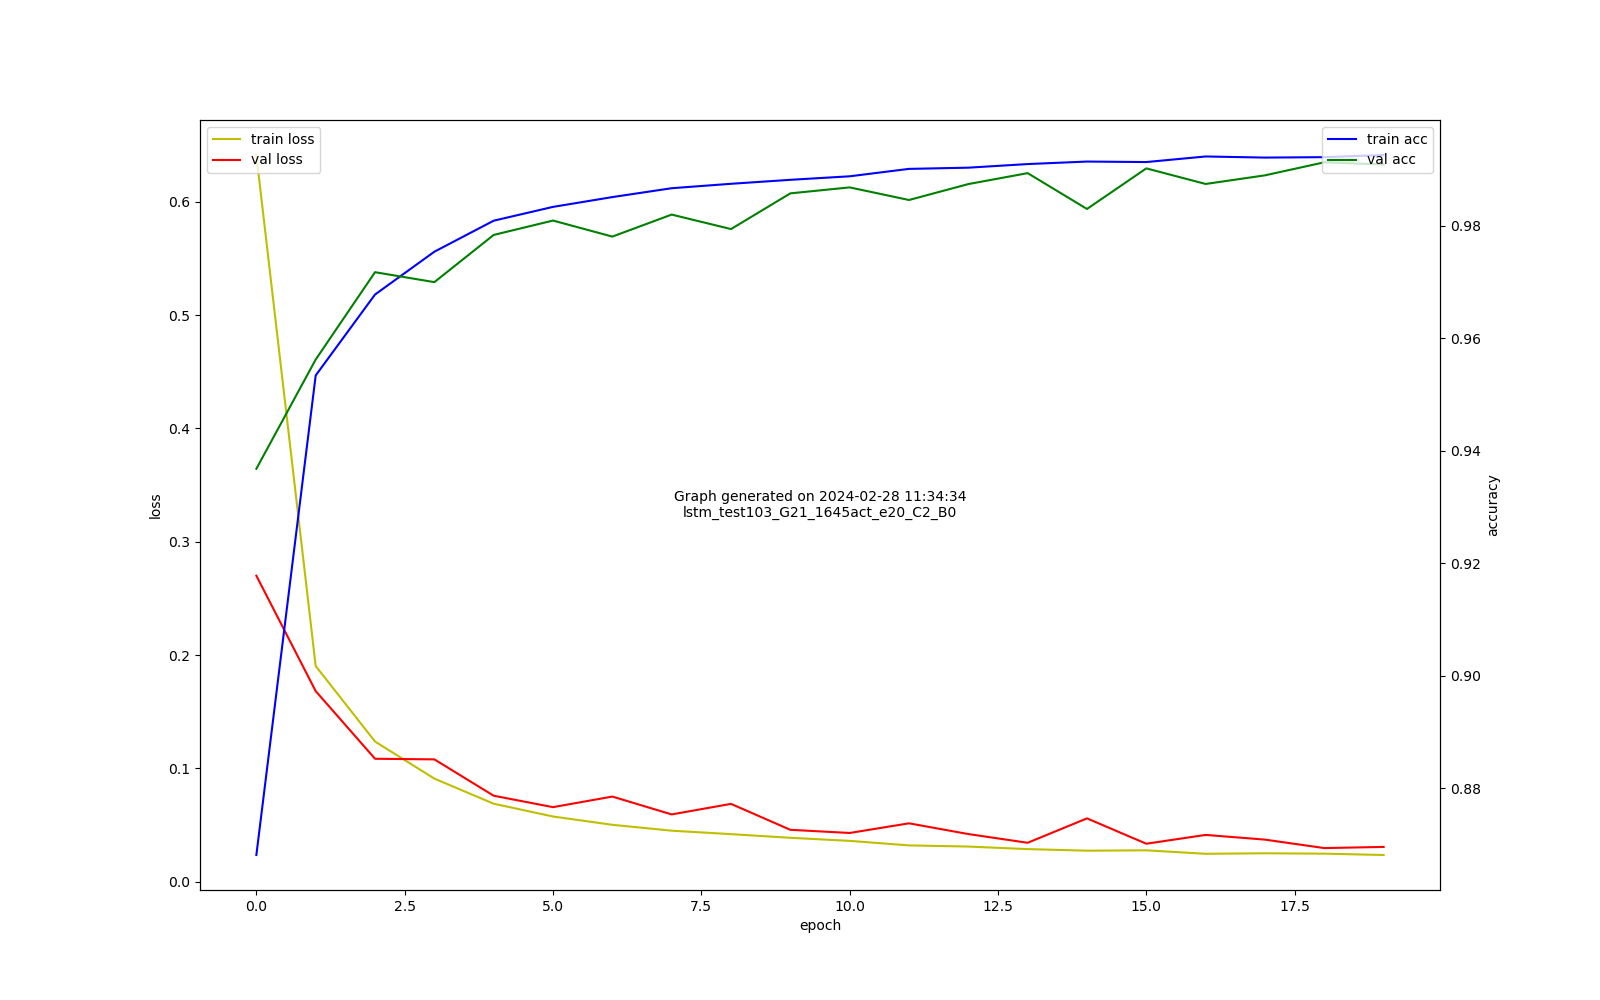 train loss
val loss
train acc
val acc
0.6
0.5
0.4
0.3
0.2
0.1
0.0
loss
Graph generated on 2024-02-28 11:34:34
lstm_test103_G21_1645act_e20_C2_B0
0.98
0.96
0.94
0.92
0.90
0.88
accuracy
0.0 2.5 5.0 7.5 10.0 12.5 15.0 17.5
epoch